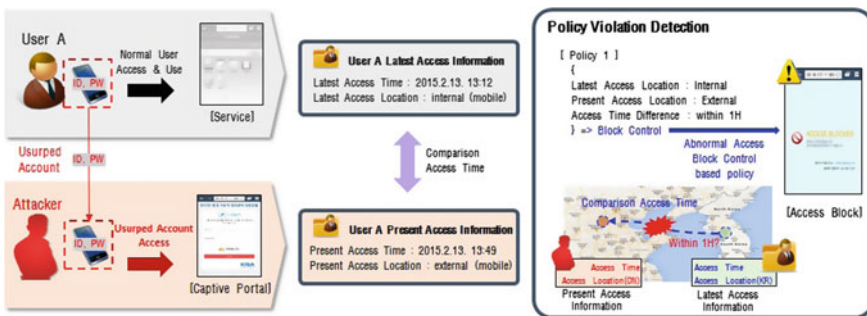 User A
ID, PW
Normal User
Access & Use
[Service]
Usurped
Account
ID, PW
Attacker
ID, PW
Usurped Account
Access
[Captive Portal]
User A Latest Access Information
Latest Access Time : 2015.2.13. 13:12
Latest Access Location : internal (mobile)
Comparison
Access Time
User A Present Access Information
Present Access Time : 2015.2.13. 13:49
Present Access Location : external (mobile)
Policy Violation Detection
[ Policy 1 ]
{
Latest Access Location : Internal
Present Access Location : External
Access Time Difference : within 1H
} => Block Control
Abnormal Access
Block Control
based policy
ACCESS BLOCKED
[Access Block]
Comparison Access Time
Within 1H?
South Korea
Access Time
Access Location(CN)
Present Access
Information
Access Time
Access Location(KR)
Latest Access
Information